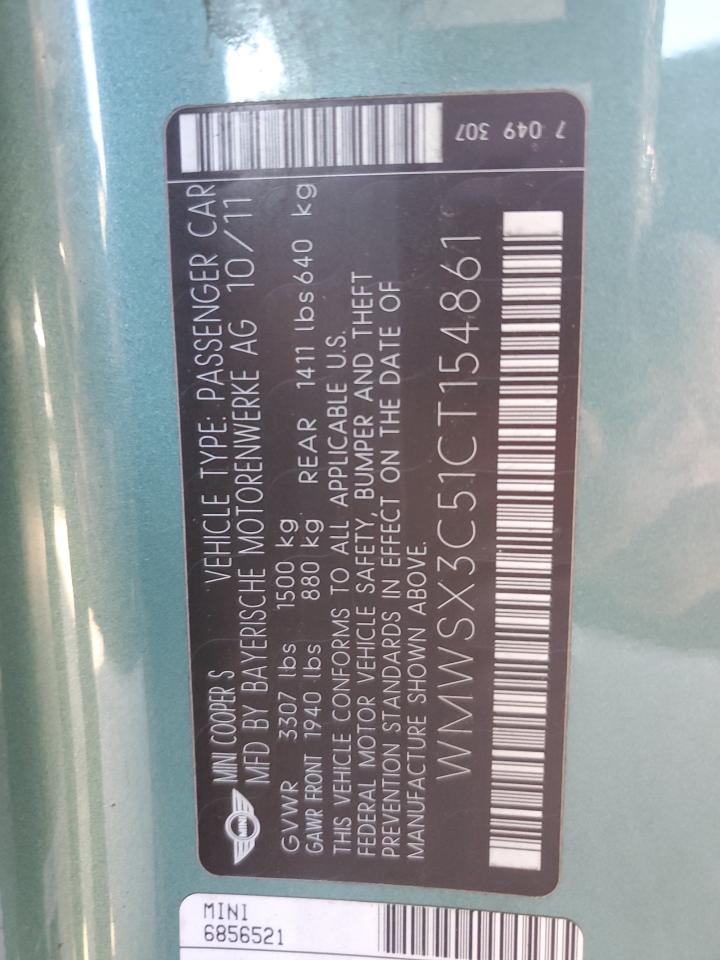 7 049 307
MINI COOPER S VEHICLE TYPE: PASSENGER CAR
MFD BY BAYERISCHE MOTORENWERKE AG 10/11
GVWR 3307 lbs 1500 kg
GAWR FRONT 1940 lbs 880 kg REAR 1411 lbs 640 kg
THIS VEHICLE CONFORMS TO ALL APPLICABLE U.S.
FEDERAL MOTOR VEHICLE SAFETY, BUMPER AND THEFT
PREVENTION STANDARDS IN EFFECT ON THE DATE OF
MANUFACTURE SHOWN ABOVE.
WMWSX3C51CT154861
MINI
MINI
6856521